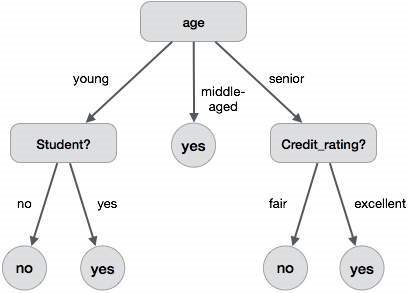 age
young
middle-
aged
senior
Student?
yes
Credit_rating?
no
yes
fair
excellent
no
yes
no
yes